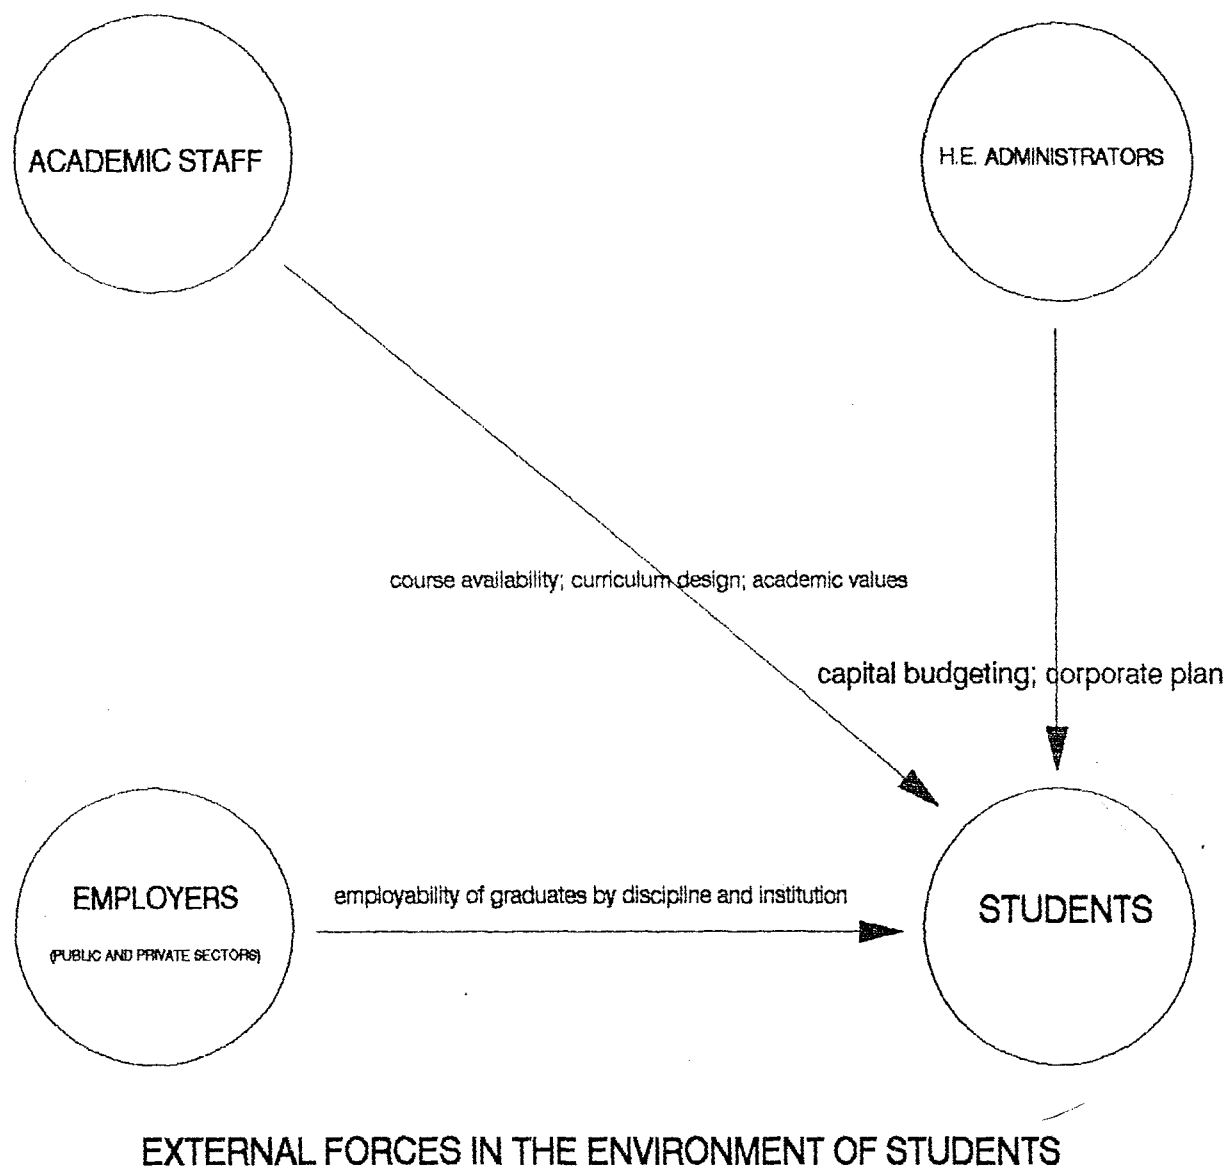 ACADEMIC STAFF
H.E. ADMINISTRATORS
course availability; curriculum design; academic values
capital budgeting; corporate plan
EMPLOYERS
(PUBLIC AND PRIVATE SECTORS)
employability of graduates by discipline and institution
STUDENTS
EXTERNAL FORCES IN THE ENVIRONMENT OF STUDENTS